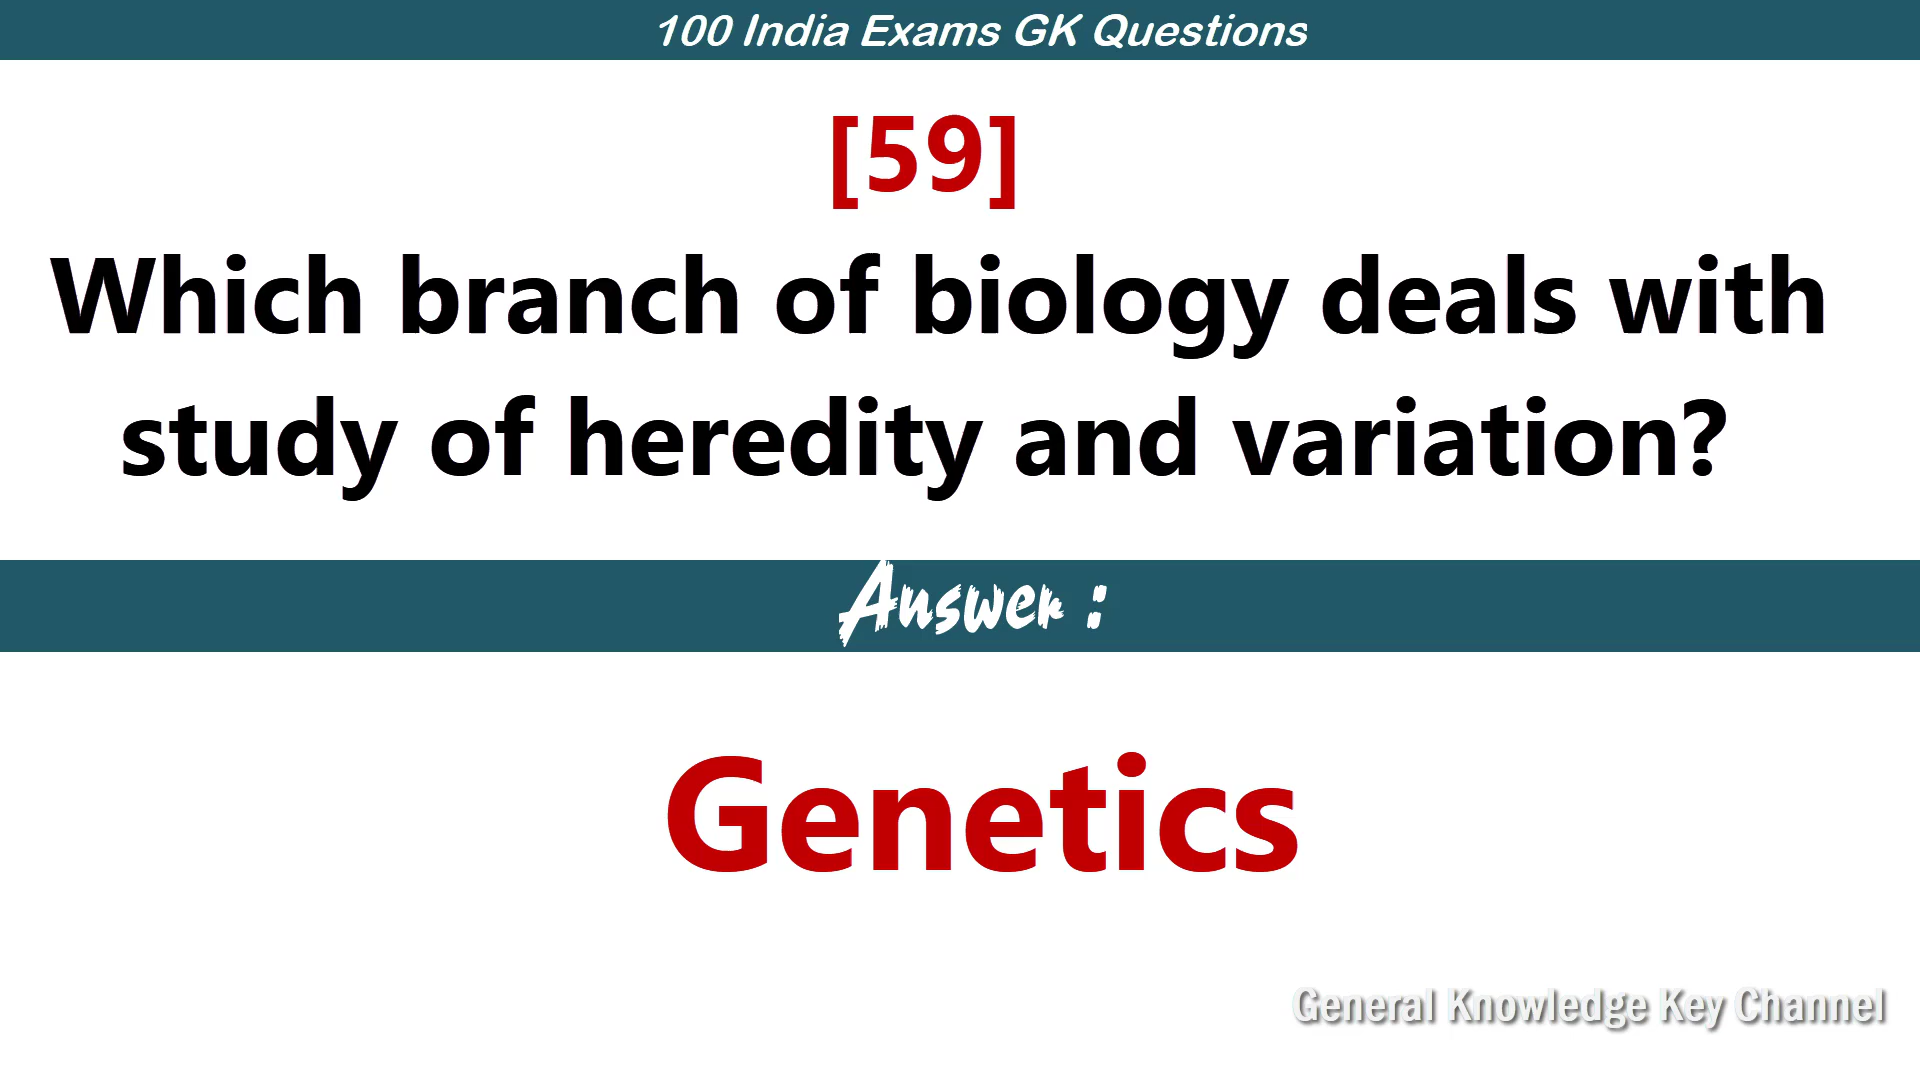 100 India Exams GK Questions
[59]
Which branch of biology deals with
study of heredity and variation?
Answer :
Genetics
General Knowledge Key Channel